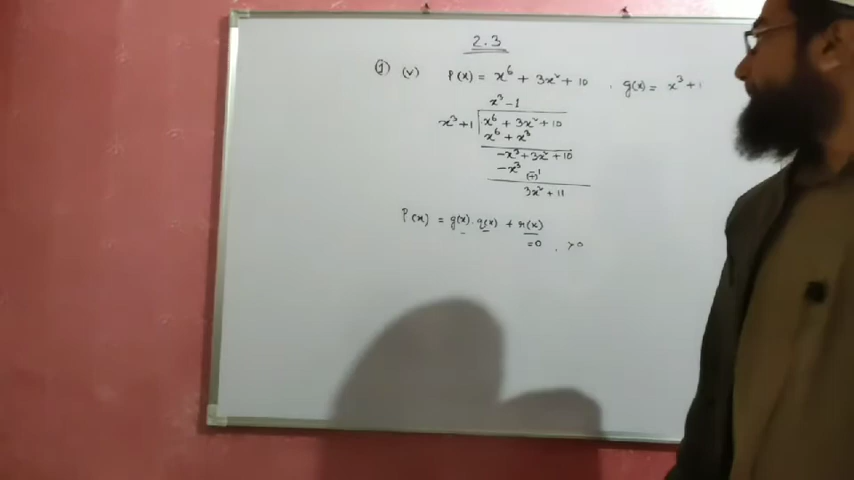 2.3
(1) (v) P(x) = x⁶ + 3x² + 10 , g(x) = x³ + 1
x³ - 1
x³ + 1 | x⁶ + 3x² + 10
x⁶ + x³
-x³ + 3x² + 10
-x³ (-) 1
3x² + 11
P(x) = g(x) . q(x) + r(x)
=0 , >0